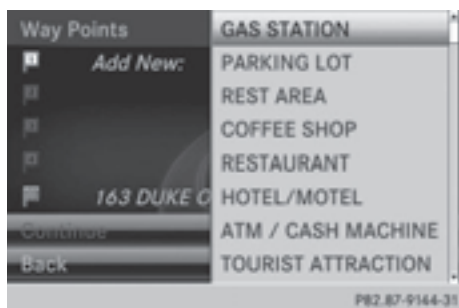 Way Points
Add New:
163 DUKE O
Continue
Back
GAS STATION
PARKING LOT
REST AREA
COFFEE SHOP
RESTAURANT
HOTEL/MOTEL
ATM / CASH MACHINE
TOURIST ATTRACTION
P82.87-9144-31